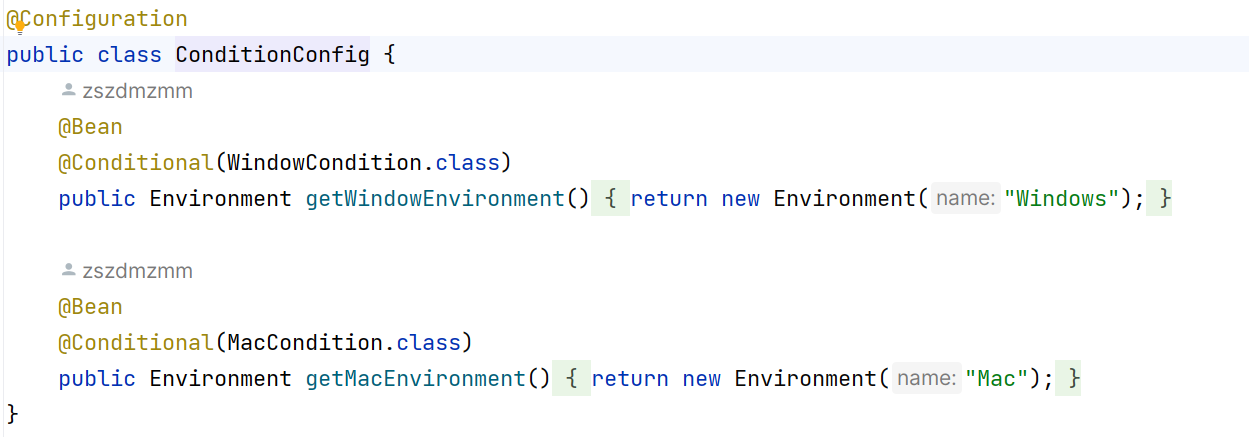 @Configuration
public class ConditionConfig {
zszdmzmm
@Bean
@Conditional(WindowCondition.class)
public Environment getWindowEnvironment() { return new Environment( name: "Windows"); }
zszdmzmm
@Bean
@Conditional(MacCondition.class)
public Environment getMacEnvironment() { return new Environment( name: "Mac"); }
}